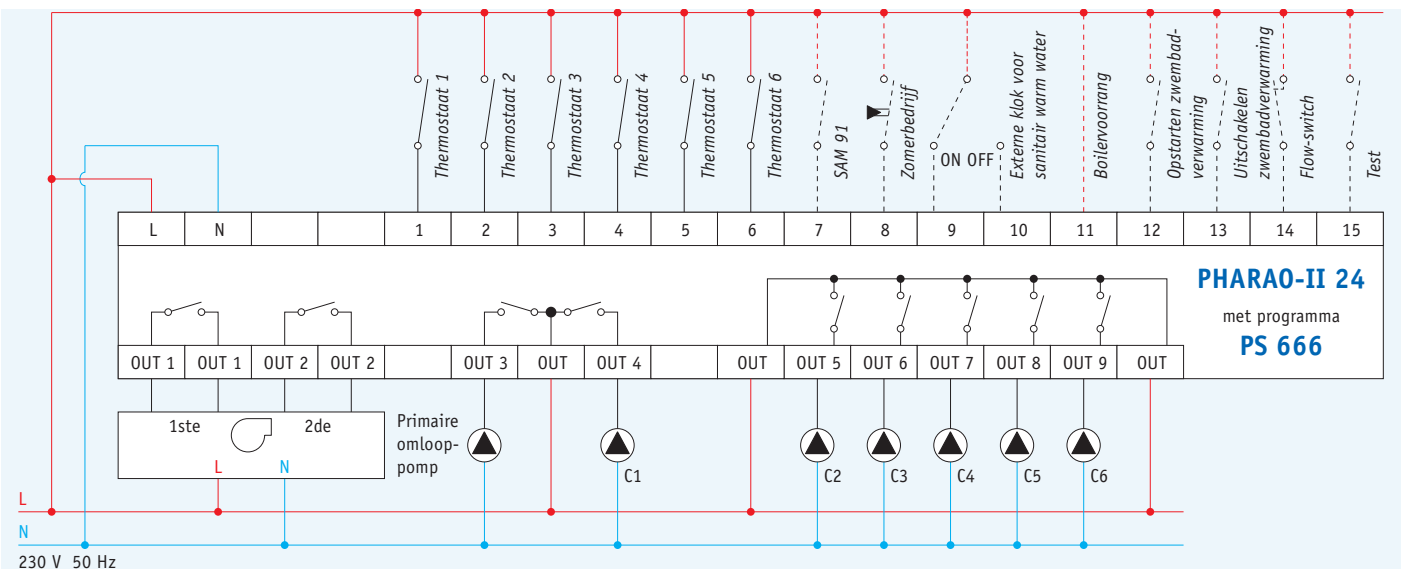 Thermostaat 1
Thermostaat 2
Thermostaat 3
Thermostaat 4
Thermostaat 5
Thermostaat 6
SAM 91
Zomerbedrijf
ON OFF
Externe klok voor
sanitair warm water
Boilervoorrang
Opstarten zwembad-
verwarming
Uitschakelen
zwembadverwarming
Flow-switch
Test
L N 1 2 3 4 5 6 7 8 9 10 11 12 13 14 15
PHARAO-II 24
met programma
PS 666
OUT 1 OUT 1 OUT 2 OUT 2 OUT 3 OUT OUT 4 OUT OUT 5 OUT 6 OUT 7 OUT 8 OUT 9 OUT
1ste 2de
L N
Primaire
omloop-
pomp
C1 C2 C3 C4 C5 C6
L
N
230 V 50 Hz